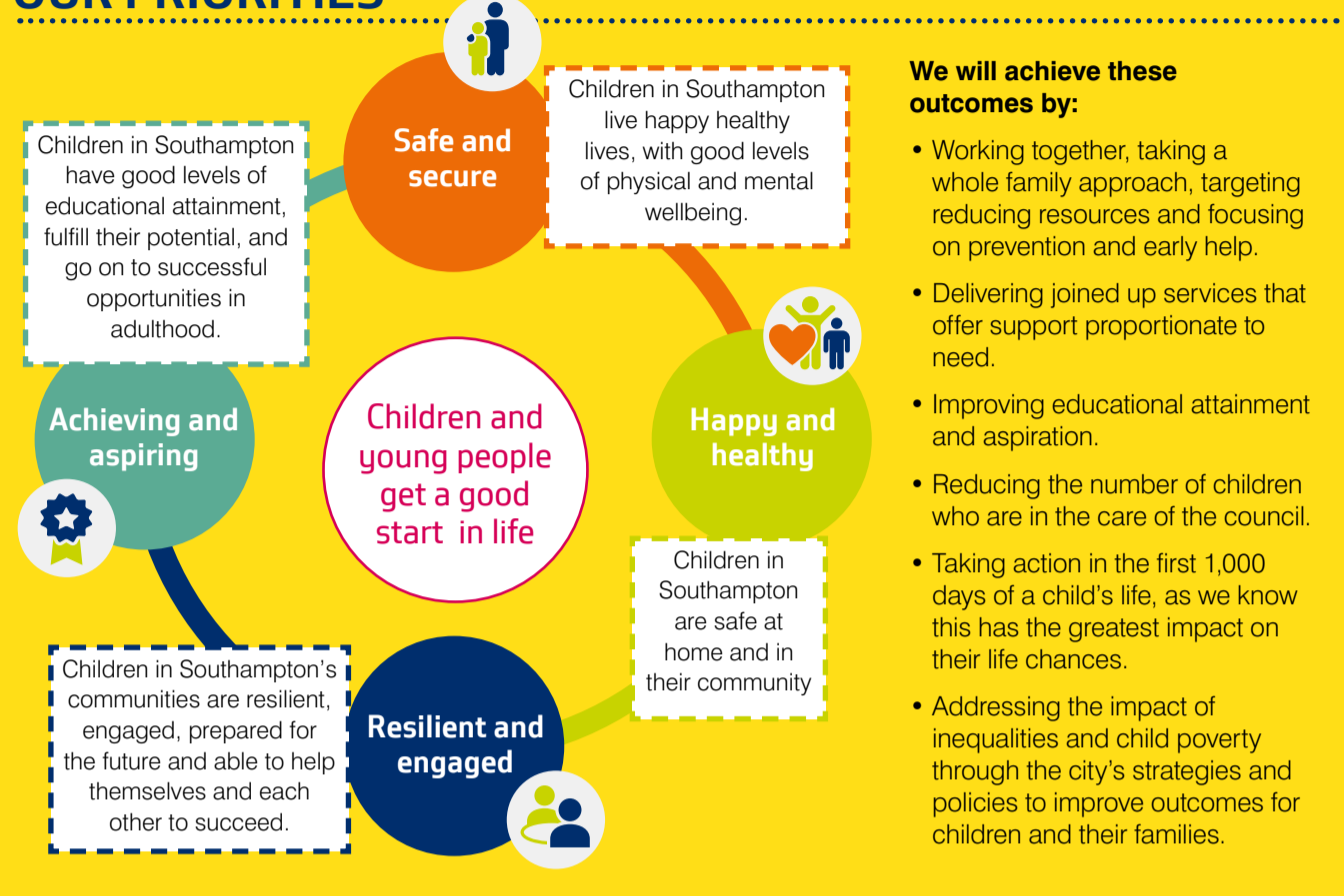 OUR PRIORITIES
Safe and
secure
Children in Southampton
live happy healthy
lives, with good levels
of physical and mental
wellbeing.
Children in Southampton
have good levels of
educational attainment,
fulfill their potential, and
go on to successful
opportunities in
adulthood.
Achieving and
aspiring
Children and
young people
get a good
start in life
Happy and
healthy
Children in
Southampton
are safe at
home and in
their community
Children in Southampton's
communities are resilient,
engaged, prepared for
the future and able to help
themselves and each
other to succeed.
Resilient and
engaged
We will achieve these
outcomes by:
• Working together, taking a
whole family approach, targeting
reducing resources and focusing
on prevention and early help.
• Delivering joined up services that
offer support proportionate to
need.
• Improving educational attainment
and aspiration.
• Reducing the number of children
who are in the care of the council.
• Taking action in the first 1,000
days of a child's life, as we know
this has the greatest impact on
their life chances.
• Addressing the impact of
inequalities and child poverty
through the city's strategies and
policies to improve outcomes for
children and their families.